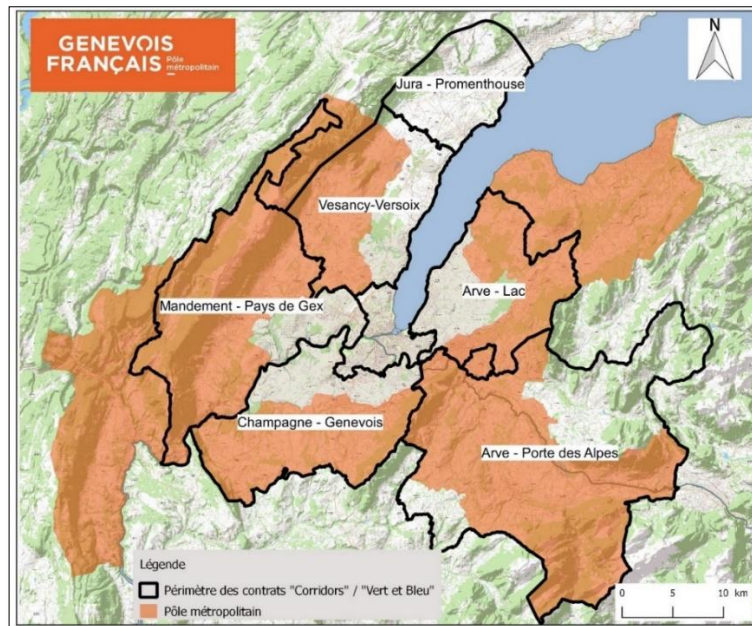 GENEVOIS
FRANÇAIS
Pôle
métropolitain
N
Jura - Promenthouse
Vesancy-Versoix
Arve - Lac
Mandement - Pays de Gex
Champagne - Genevois
Arve - Porte des Alpes
Légende
Périmètre des contrats "Corridors" / "Vert et Bleu"
Pôle métropolitain
0 5 10 km